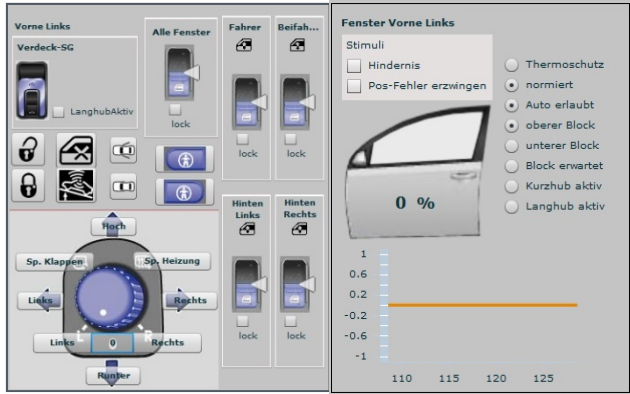 Vorne Links
Verdeck-SG
LanghubAktiv
Alle Fenster
lock
Fahrer
lock
Beifah...
lock
Hoch
Sp. Klappen
Sp. Heizung
Links
Rechts
L
R
Links
0
Rechts
Runter
Hinten
Links
lock
Hinten
Rechts
lock
Fenster Vorne Links
Stimuli
Hindernis
Pos-Fehler erzwingen
Thermoschutz
normiert
Auto erlaubt
oberer Block
unterer Block
Block erwartet
Kurzhub aktiv
Langhub aktiv
0 %
1
0.6
0.2
-0.2
-0.6
-1
110 115 120 125